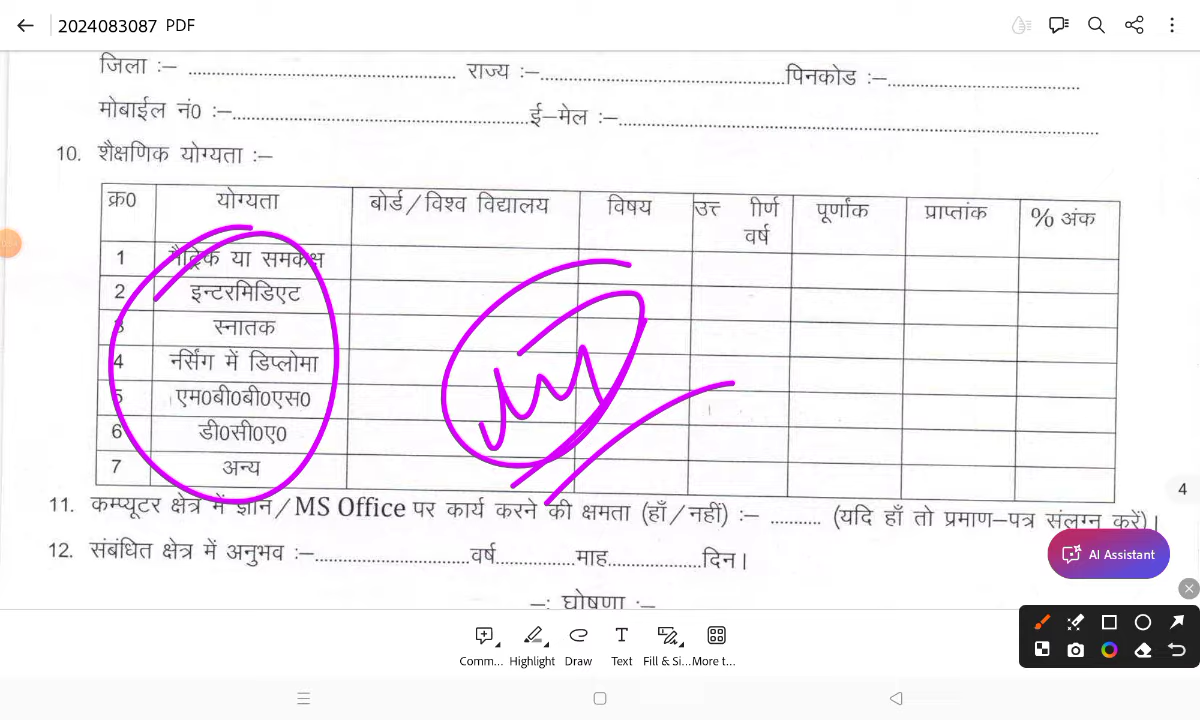 2024083087 PDF
जिला :– ........................ राज्य :–........................पिनकोड :–........................
मोबाईल नं0 :–........................ई–मेल :–........................
10. शैक्षणिक योग्यता :–
क्र0 योग्यता बोर्ड/विश्व विद्यालय विषय उत्त ीर्ण वर्ष पूर्णांक प्राप्तांक % अंक
1 मैट्रिक या समकक्ष
2 इन्टरमिडिएट
3 स्नातक
4 नर्सिंग में डिप्लोमा
5 एम0बी0बी0एस0
6 डी0सी0ए0
7 अन्य
4
11. कम्प्यूटर क्षेत्र में ज्ञान/MS Office पर कार्य करने की क्षमता (हाँ/नहीं) :– .......... (यदि हाँ तो प्रमाण–पत्र संलग्न करें)।
12. संबंधित क्षेत्र में अनुभव :–........................वर्ष.............माह...............दिन।
AI Assistant
–: घोषणा :–
Comm... Highlight Draw Text Fill & Si... More t...